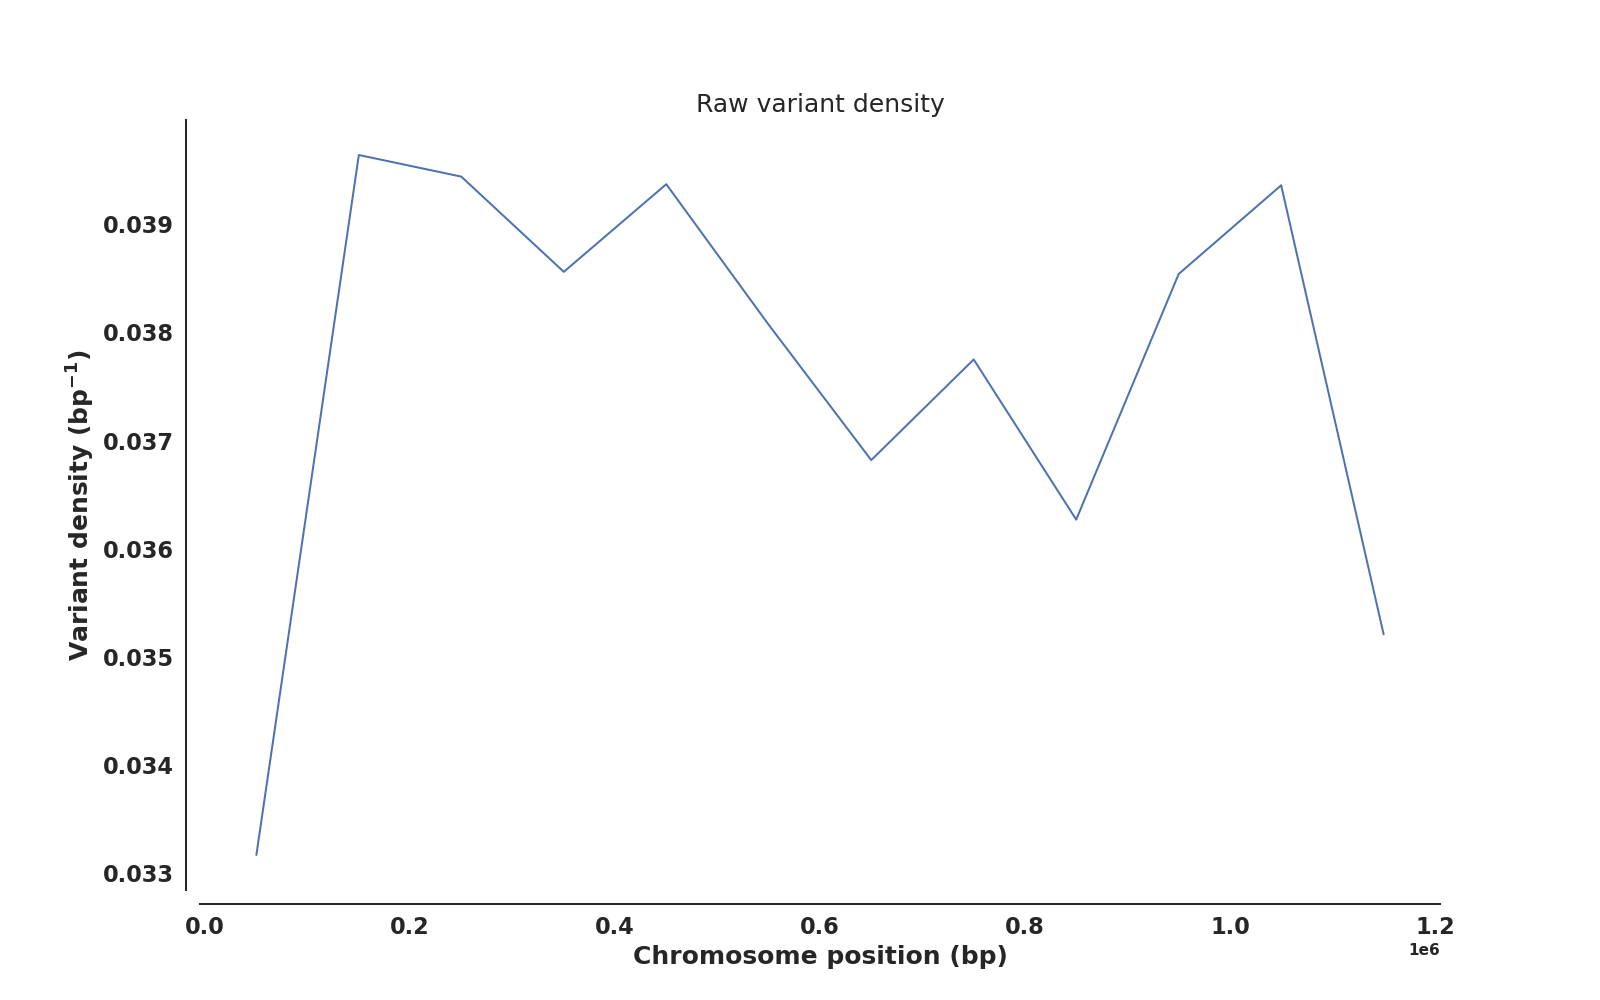 Raw variant density
0.039
0.038
0.037
0.036
0.035
0.034
0.033
Variant density (bp⁻¹)
0.0 0.2 0.4 0.6 0.8 1.0 1.2
1e6
Chromosome position (bp)